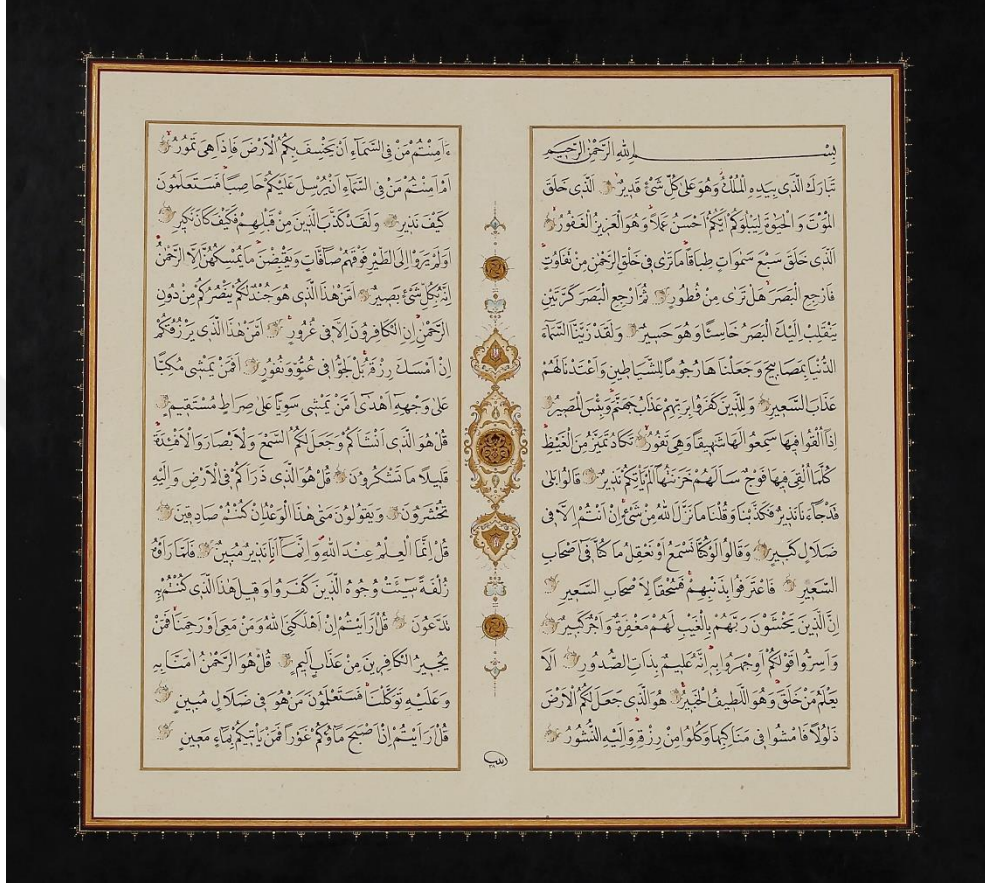 بِسْمِ اللهِ الرَّحْمٰنِ الرَّحِيمِ
تَبَارَكَ الَّذِى بِيَدِهِ الْمُلْكُ وَهُوَ عَلٰى كُلِّ شَىْءٍ قَدِيرٌ الَّذِى خَلَقَ
الْمَوْتَ وَالْحَيٰوةَ لِيَبْلُوَكُمْ اَيُّكُمْ اَحْسَنُ عَمَلًا وَهُوَ الْعَزِيزُ الْغَفُورُ
الَّذِى خَلَقَ سَبْعَ سَمٰوَاتٍ طِبَاقًا مَا تَرٰى فِى خَلْقِ الرَّحْمٰنِ مِنْ تَفَاوُتٍ
فَارْجِعِ الْبَصَرَ هَلْ تَرٰى مِنْ فُطُورٍ ثُمَّ ارْجِعِ الْبَصَرَ كَرَّتَيْنِ
يَنْقَلِبْ اِلَيْكَ الْبَصَرُ خَاسِئًا وَهُوَ حَسِيرٌ وَلَقَدْ زَيَّنَّا السَّمَاءَ
الدُّنْيَا بِمَصَابِيحَ وَجَعَلْنَاهَا رُجُومًا لِلشَّيَاطِينِ وَاَعْتَدْنَا لَهُمْ
عَذَابَ السَّعِيرِ وَلِلَّذِينَ كَفَرُوا بِرَبِّهِمْ عَذَابُ جَهَنَّمَ وَبِئْسَ الْمَصِيرُ
اِذَا اُلْقُوا فِيهَا سَمِعُوا لَهَا شَهِيقًا وَهِىَ تَفُورُ تَكَادُ تَمَيَّزُ مِنَ الْغَيْظِ
كُلَّمَا اُلْقِىَ فِيهَا فَوْجٌ سَاَلَهُمْ خَزَنَتُهَا اَلَمْ يَاْتِكُمْ نَذِيرٌ قَالُوا بَلٰى
قَدْ جَاءَنَا نَذِيرٌ فَكَذَّبْنَا وَقُلْنَا مَا نَزَّلَ اللهُ مِنْ شَىْءٍ اِنْ اَنْتُمْ اِلَّا فِى
ضَلَالٍ كَبِيرٍ وَقَالُوا لَوْ كُنَّا نَسْمَعُ اَوْ نَعْقِلُ مَا كُنَّا فِى اَصْحَابِ
السَّعِيرِ فَاعْتَرَفُوا بِذَنْبِهِمْ فَسُحْقًا لِاَصْحَابِ السَّعِيرِ
اِنَّ الَّذِينَ يَخْشَوْنَ رَبَّهُمْ بِالْغَيْبِ لَهُمْ مَغْفِرَةٌ وَاَجْرٌ كَبِيرٌ
وَاَسِرُّوا قَوْلَكُمْ اَوِ اجْهَرُوا بِهِ اِنَّهُ عَلِيمٌ بِذَاتِ الصُّدُورِ اَلَا
يَعْلَمُ مَنْ خَلَقَ وَهُوَ اللَّطِيفُ الْخَبِيرُ هُوَ الَّذِى جَعَلَ لَكُمُ الْاَرْضَ
ذَلُولًا فَامْشُوا فِى مَنَاكِبِهَا وَكُلُوا مِنْ رِزْقِهِ وَاِلَيْهِ النُّشُورُ
ءَاَمِنْتُمْ مَنْ فِى السَّمَاءِ اَنْ يَخْسِفَ بِكُمُ الْاَرْضَ فَاِذَا هِىَ تَمُورُ
اَمْ اَمِنْتُمْ مَنْ فِى السَّمَاءِ اَنْ يُرْسِلَ عَلَيْكُمْ حَاصِبًا فَسَتَعْلَمُونَ
كَيْفَ نَذِيرِ وَلَقَدْ كَذَّبَ الَّذِينَ مِنْ قَبْلِهِمْ فَكَيْفَ كَانَ نَكِيرِ
اَوَلَمْ يَرَوْا اِلَى الطَّيْرِ فَوْقَهُمْ صَافَّاتٍ وَيَقْبِضْنَ مَا يُمْسِكُهُنَّ اِلَّا الرَّحْمٰنُ
اِنَّهُ بِكُلِّ شَىْءٍ بَصِيرٌ اَمَّنْ هٰذَا الَّذِى هُوَ جُنْدٌ لَكُمْ يَنْصُرُكُمْ مِنْ دُونِ
الرَّحْمٰنِ اِنِ الْكَافِرُونَ اِلَّا فِى غُرُورٍ اَمَّنْ هٰذَا الَّذِى يَرْزُقُكُمْ
اِنْ اَمْسَكَ رِزْقَهُ بَلْ لَجُّوا فِى عُتُوٍّ وَنُفُورٍ اَفَمَنْ يَمْشِى مُكِبًّا
عَلٰى وَجْهِهِ اَهْدٰى اَمَّنْ يَمْشِى سَوِيًّا عَلٰى صِرَاطٍ مُسْتَقِيمٍ
قُلْ هُوَ الَّذِى اَنْشَاَكُمْ وَجَعَلَ لَكُمُ السَّمْعَ وَالْاَبْصَارَ وَالْاَفْئِدَةَ
قَلِيلًا مَا تَشْكُرُونَ قُلْ هُوَ الَّذِى ذَرَاَكُمْ فِى الْاَرْضِ وَاِلَيْهِ
تُحْشَرُونَ وَيَقُولُونَ مَتٰى هٰذَا الْوَعْدُ اِنْ كُنْتُمْ صَادِقِينَ
قُلْ اِنَّمَا الْعِلْمُ عِنْدَ اللهِ وَاِنَّمَا اَنَا نَذِيرٌ مُبِينٌ فَلَمَّا رَاَوْهُ
زُلْفَةً سِيئَتْ وُجُوهُ الَّذِينَ كَفَرُوا وَقِيلَ هٰذَا الَّذِى كُنْتُمْ بِهِ
تَدَّعُونَ قُلْ اَرَاَيْتُمْ اِنْ اَهْلَكَنِىَ اللهُ وَمَنْ مَعِىَ اَوْ رَحِمَنَا فَمَنْ
يُجِيرُ الْكَافِرِينَ مِنْ عَذَابٍ اَلِيمٍ قُلْ هُوَ الرَّحْمٰنُ اٰمَنَّا بِهِ
وَعَلَيْهِ تَوَكَّلْنَا فَسَتَعْلَمُونَ مَنْ هُوَ فِى ضَلَالٍ مُبِينٍ
قُلْ اَرَاَيْتُمْ اِنْ اَصْبَحَ مَاؤُكُمْ غَوْرًا فَمَنْ يَاْتِيكُمْ بِمَاءٍ مَعِينٍ